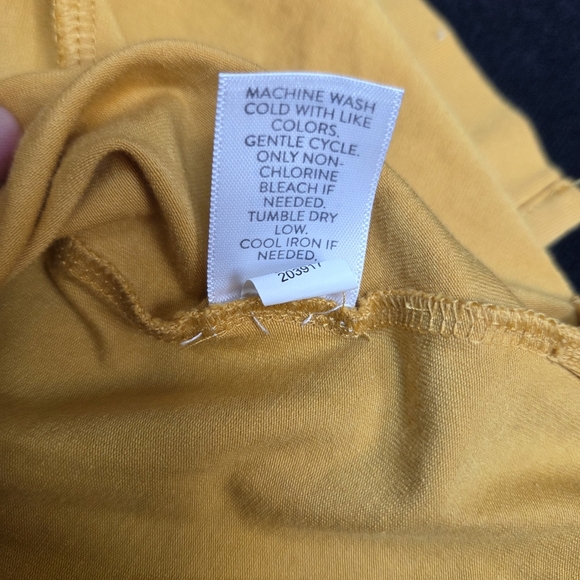 MACHINE WASH
COLD WITH LIKE
COLORS.
GENTLE CYCLE.
ONLY NON-
CHLORINE
BLEACH IF
NEEDED.
TUMBLE DRY
LOW.
COOL IRON IF
NEEDED.
203917